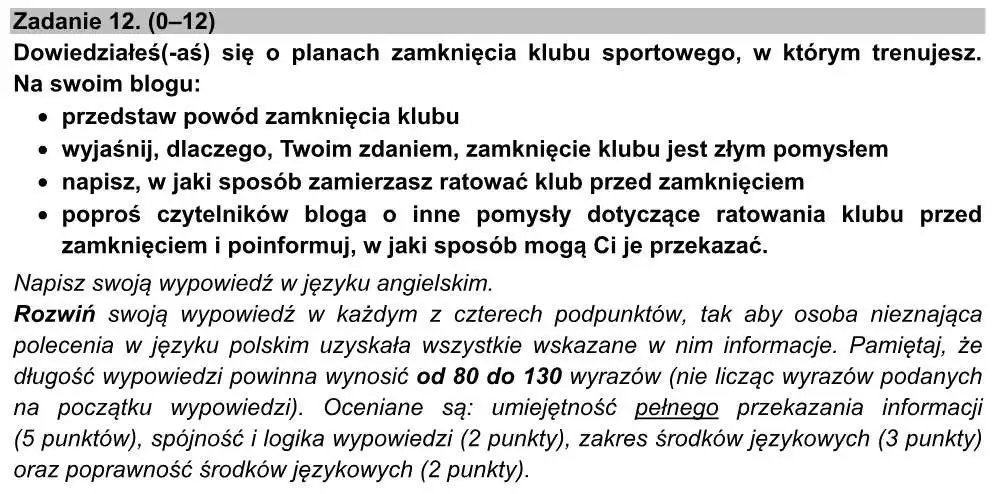 Zadanie 12. (0–12)
Dowiedziałeś(-aś) się o planach zamknięcia klubu sportowego, w którym trenujesz.
Na swoim blogu:
• przedstaw powód zamknięcia klubu
• wyjaśnij, dlaczego, Twoim zdaniem, zamknięcie klubu jest złym pomysłem
• napisz, w jaki sposób zamierzasz ratować klub przed zamknięciem
• poproś czytelników bloga o inne pomysły dotyczące ratowania klubu przed
zamknięciem i poinformuj, w jaki sposób mogą Ci je przekazać.
Napisz swoją wypowiedź w języku angielskim.
Rozwiń swoją wypowiedź w każdym z czterech podpunktów, tak aby osoba nieznająca
polecenia w języku polskim uzyskała wszystkie wskazane w nim informacje. Pamiętaj, że
długość wypowiedzi powinna wynosić od 80 do 130 wyrazów (nie licząc wyrazów podanych
na początku wypowiedzi). Oceniane są: umiejętność pełnego przekazania informacji
(5 punktów), spójność i logika wypowiedzi (2 punkty), zakres środków językowych (3 punkty)
oraz poprawność środków językowych (2 punkty).